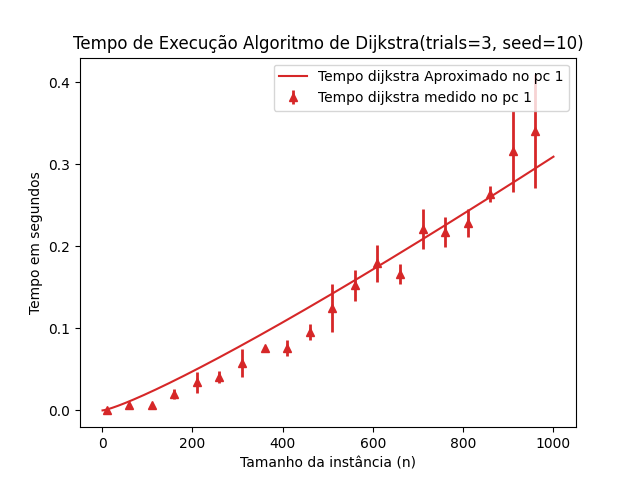 Tempo de Execução Algoritmo de Dijkstra(trials=3, seed=10)
Tempo dijkstra Aproximado no pc 1
Tempo dijkstra medido no pc 1
Tempo em segundos
0.4
0.3
0.2
0.1
0.0
0 200 400 600 800 1000
Tamanho da instância (n)